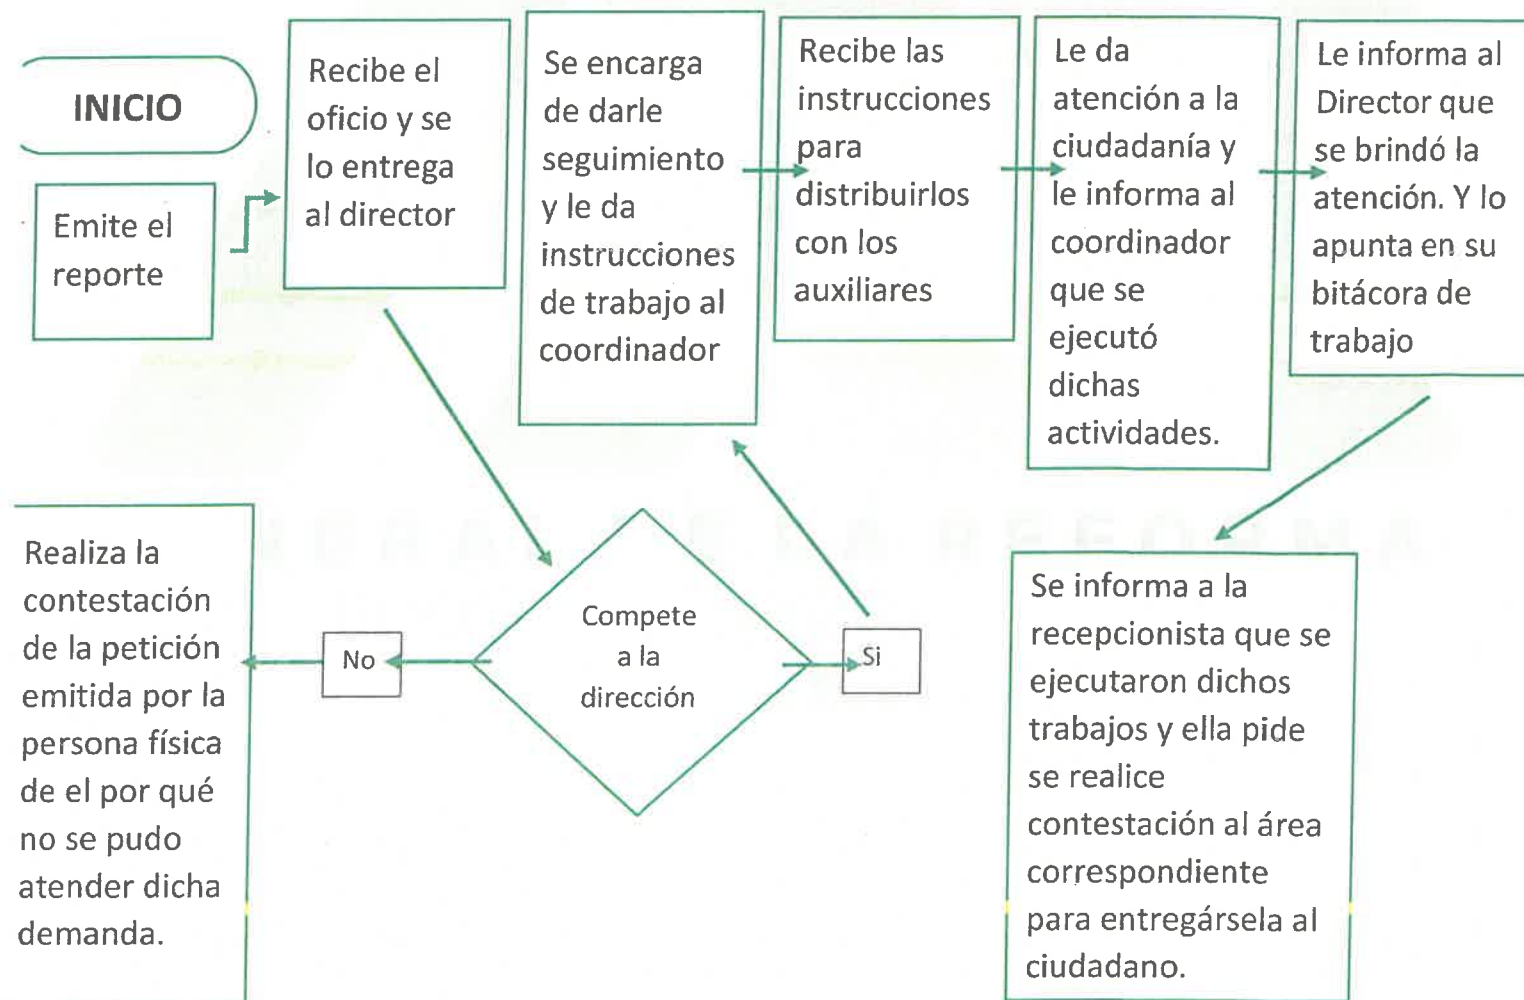 INICIO
Emite el
reporte
Recibe el
oficio y se
lo entrega
al director
Se encarga
de darle
seguimiento
y le da
instrucciones
de trabajo al
coordinador
Recibe las
instrucciones
para
distribuirlos
con los
auxiliares
Le da
atención a la
ciudadanía y
le informa al
coordinador
que se
ejecutó
dichas
actividades.
Le informa al
Director que
se brindó la
atención. Y lo
apunta en su
bitácora de
trabajo
Realiza la
contestación
de la petición
emitida por la
persona física
de el por qué
no se pudo
atender dicha
demanda.
No
Compete
a la
dirección
Si
Se informa a la
recepcionista que se
ejecutaron dichos
trabajos y ella pide
se realice
contestación al área
correspondiente
para entregársela al
ciudadano.